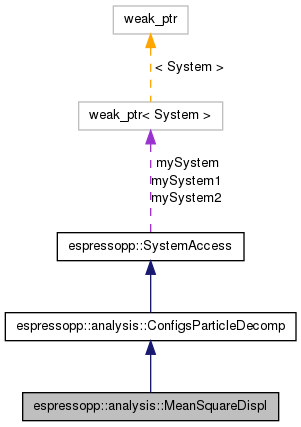 weak_ptr
< System >
weak_ptr< System >
mySystem
mySystem1
mySystem2
espressopp::SystemAccess
espressopp::analysis::ConfigsParticleDecomp
espressopp::analysis::MeanSquareDispl